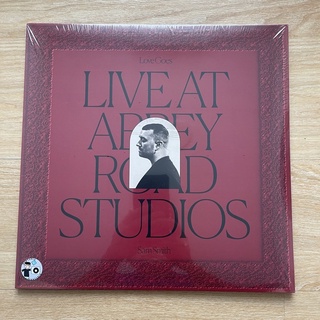 Love Goes
LIVE AT
ABBEY
ROAD
STUDIOS
Sam Smith